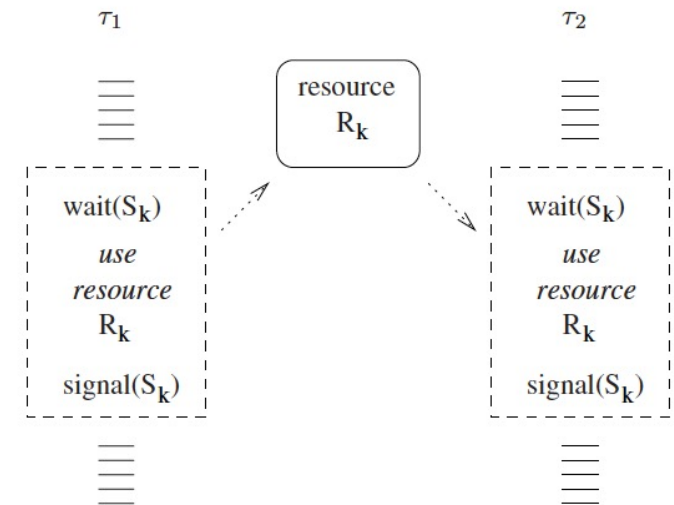 τ1
τ2
resource
Rk
wait(Sk)
use
resource
Rk
signal(Sk)
wait(Sk)
use
resource
Rk
signal(Sk)